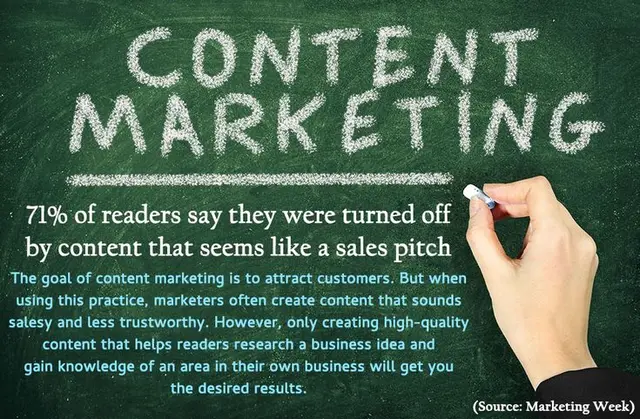 CONTENT
MARKETING
71% of readers say they were turned off
by content that seems like a sales pitch
The goal of content marketing is to attract customers. But when
using this practice, marketers often create content that sounds
salesy and less trustworthy. However, only creating high-quality
content that helps readers research a business idea and
gain knowledge of an area in their own business will get you
the desired results.
(Source: Marketing Week)